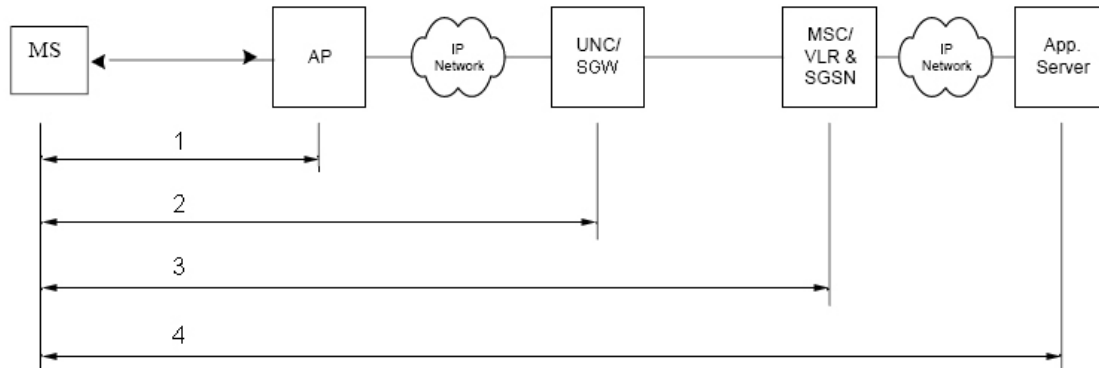 MS
AP
IP
Network
UNC/
SGW
MSC/
VLR &
SGSN
IP
Network
App.
Server
1
2
3
4